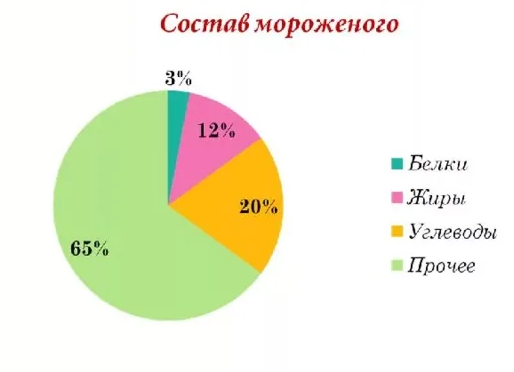 Состав мороженого
3%
12%
20%
65%
Белки
Жиры
Углеводы
Прочее